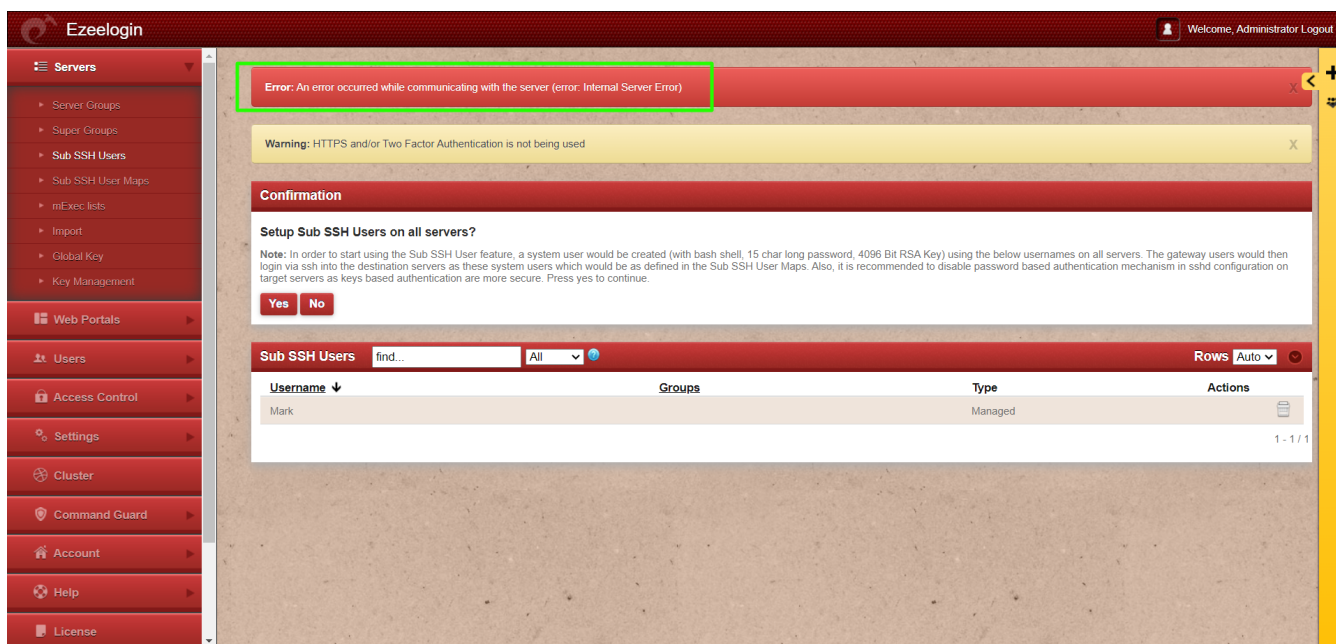 Ezeelogin
Welcome, Administrator Logout
Servers
Server Groups
Super Groups
Sub SSH Users
Sub SSH User Maps
mExec lists
Import
Global Key
Key Management
Web Portals
Users
Access Control
Settings
Cluster
Command Guard
Account
Help
License
Error: An error occurred while communicating with the server (error: Internal Server Error)
X
Warning: HTTPS and/or Two Factor Authentication is not being used
X
Confirmation
Setup Sub SSH Users on all servers?
Note: In order to start using the Sub SSH User feature, a system user would be created (with bash shell, 15 char long password, 4096 Bit RSA Key) using the below usernames on all servers. The gateway users would then
login via ssh into the destination servers as these system users which would be as defined in the Sub SSH User Maps. Also, it is recommended to disable password based authentication mechanism in sshd configuration on
target servers as keys based authentication are more secure. Press yes to continue.
Yes No
Sub SSH Users find... All Rows Auto
Username Groups Type Actions
Mark Managed
1 - 1 / 1